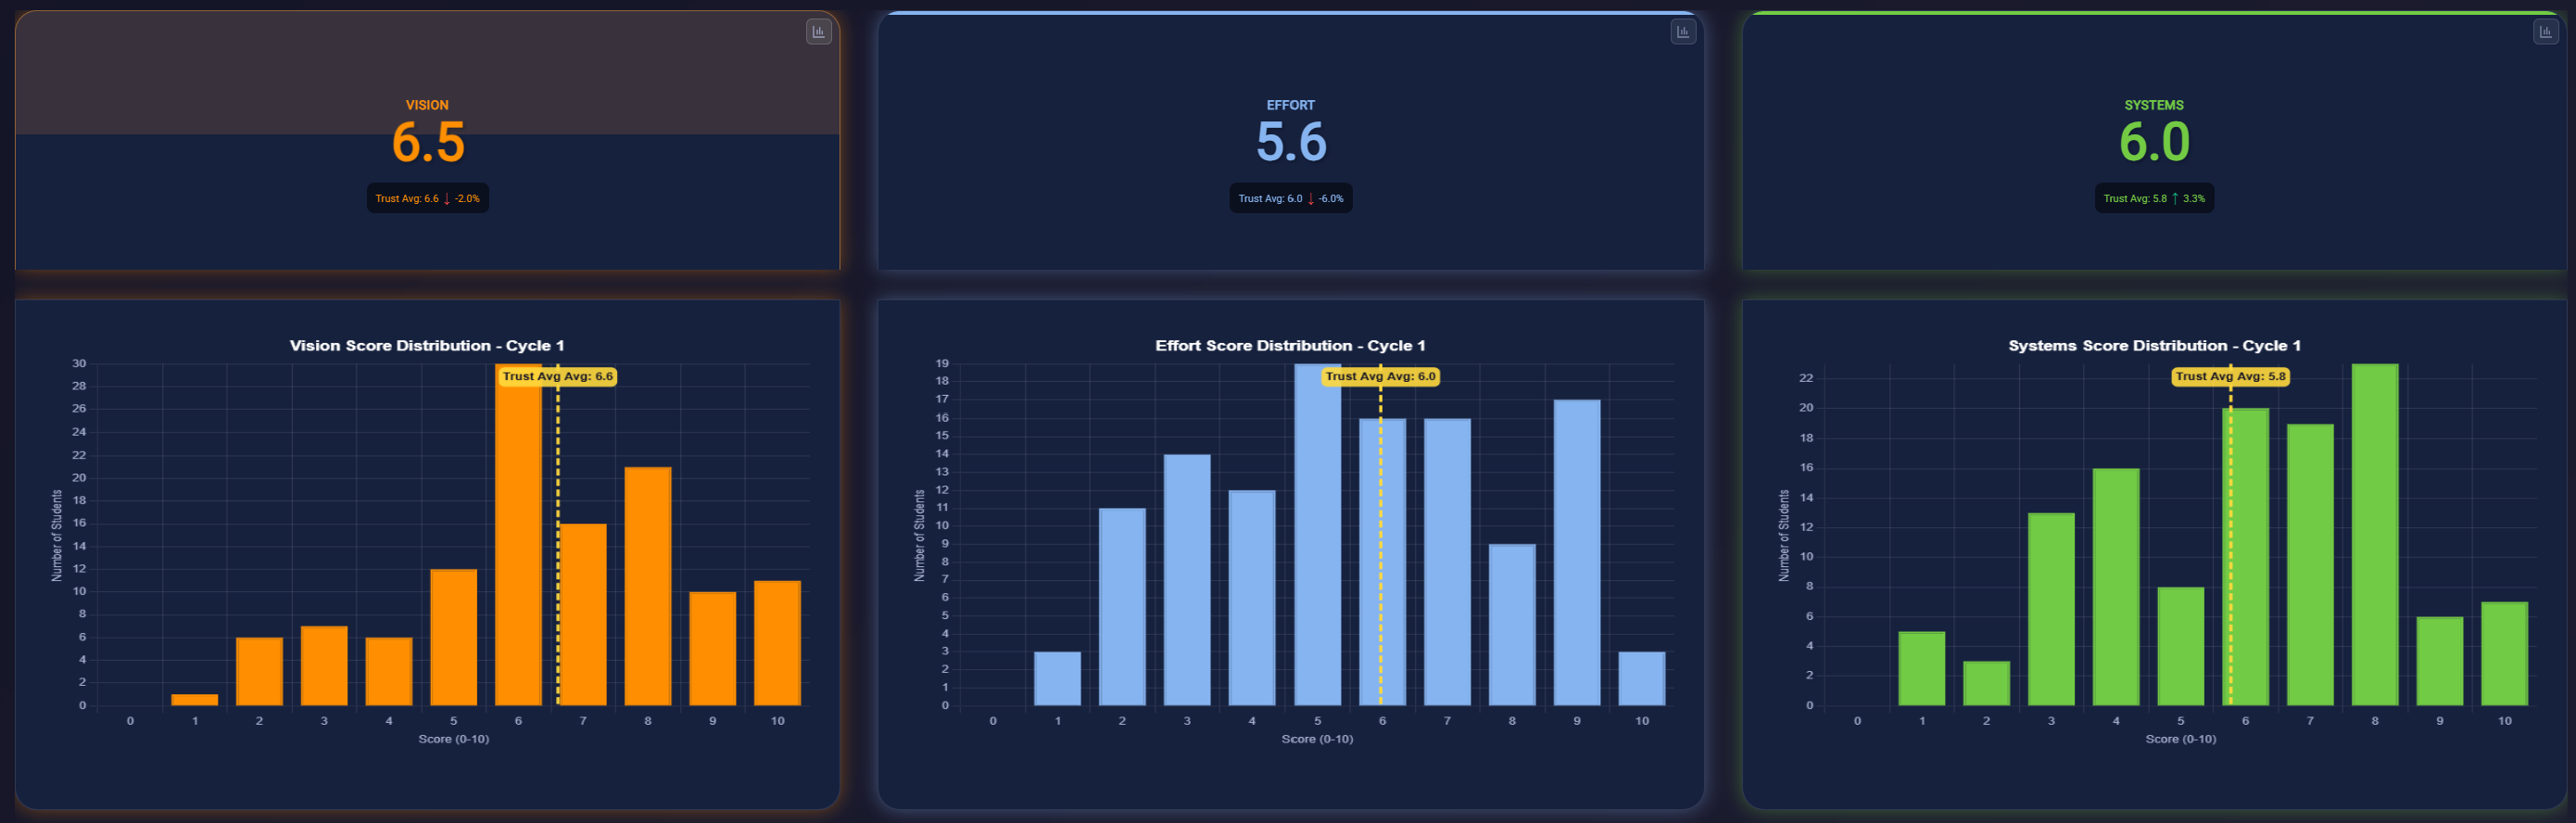 VISION
6.5
Trust Avg: 6.6 ↓ -2.0%
EFFORT
5.6
Trust Avg: 6.0 ↓ -6.0%
SYSTEMS
6.0
Trust Avg: 5.8 ↑ 3.3%
Vision Score Distribution - Cycle 1
Trust Avg Avg: 6.6
30
28
26
24
22
20
18
16
14
12
10
8
6
4
2
0
Number of Students
0 1 2 3 4 5 6 7 8 9 10
Score (0-10)
Effort Score Distribution - Cycle 1
Trust Avg Avg: 6.0
19
18
17
16
15
14
13
12
11
10
9
8
7
6
5
4
3
2
1
0
Number of Students
0 1 2 3 4 5 6 7 8 9 10
Score (0-10)
Systems Score Distribution - Cycle 1
Trust Avg Avg: 5.8
22
20
18
16
14
12
10
8
6
4
2
0
Number of Students
0 1 2 3 4 5 6 7 8 9 10
Score (0-10)